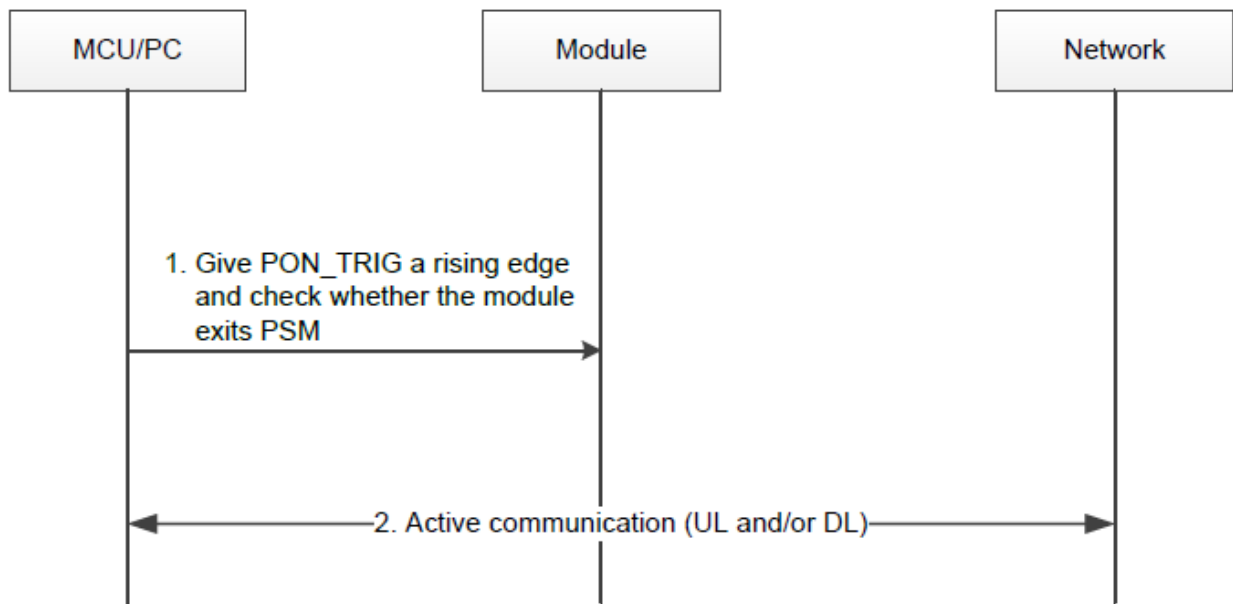 MCU/PC
Module
Network
1. Give PON_TRIG a rising edge
and check whether the module
exits PSM
2. Active communication (UL and/or DL)